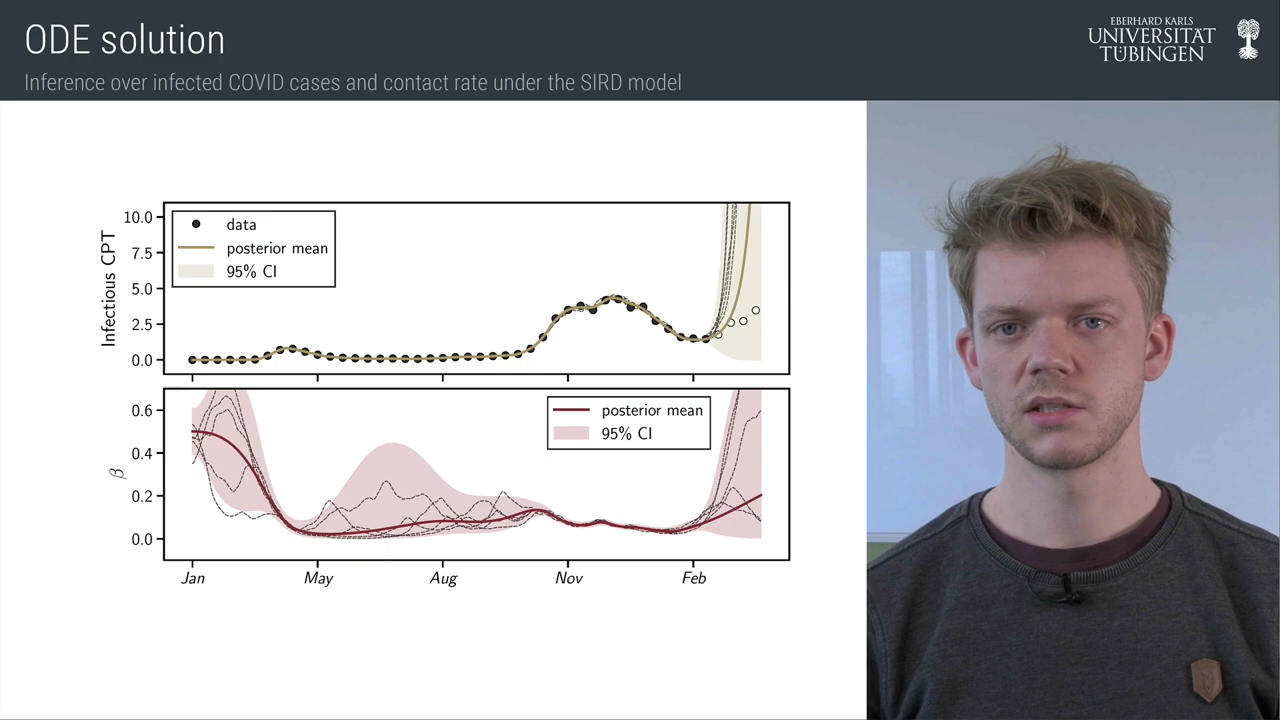 ODE solution
Inference over infected COVID cases and contact rate under the SIRD model
EBERHARD KARLS
UNIVERSITÄT
TÜBINGEN
Infectious CPT
10.0
7.5
5.0
2.5
0.0
data
posterior mean
95% CI
β
0.6
0.4
0.2
0.0
posterior mean
95% CI
Jan May Aug Nov Feb